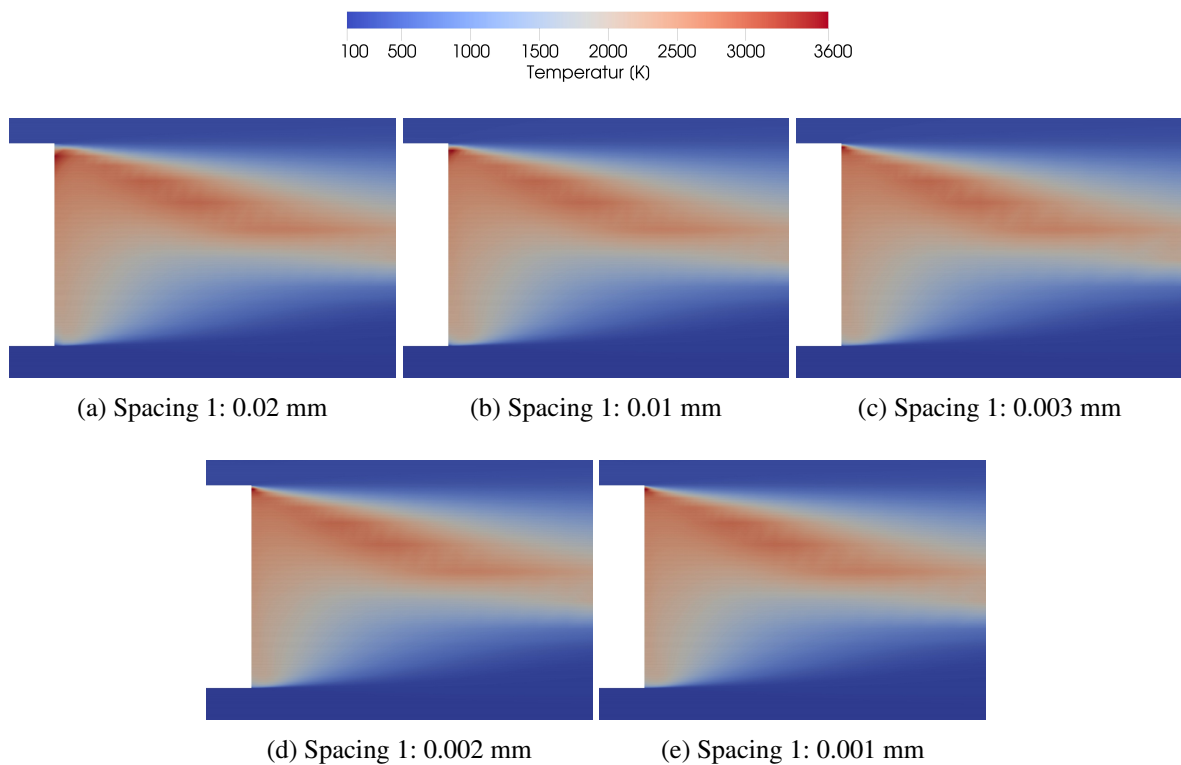 100 500 1000 1500 2000 2500 3000 3600
Temperatur (K)
(a) Spacing 1: 0.02 mm
(b) Spacing 1: 0.01 mm
(c) Spacing 1: 0.003 mm
(d) Spacing 1: 0.002 mm
(e) Spacing 1: 0.001 mm